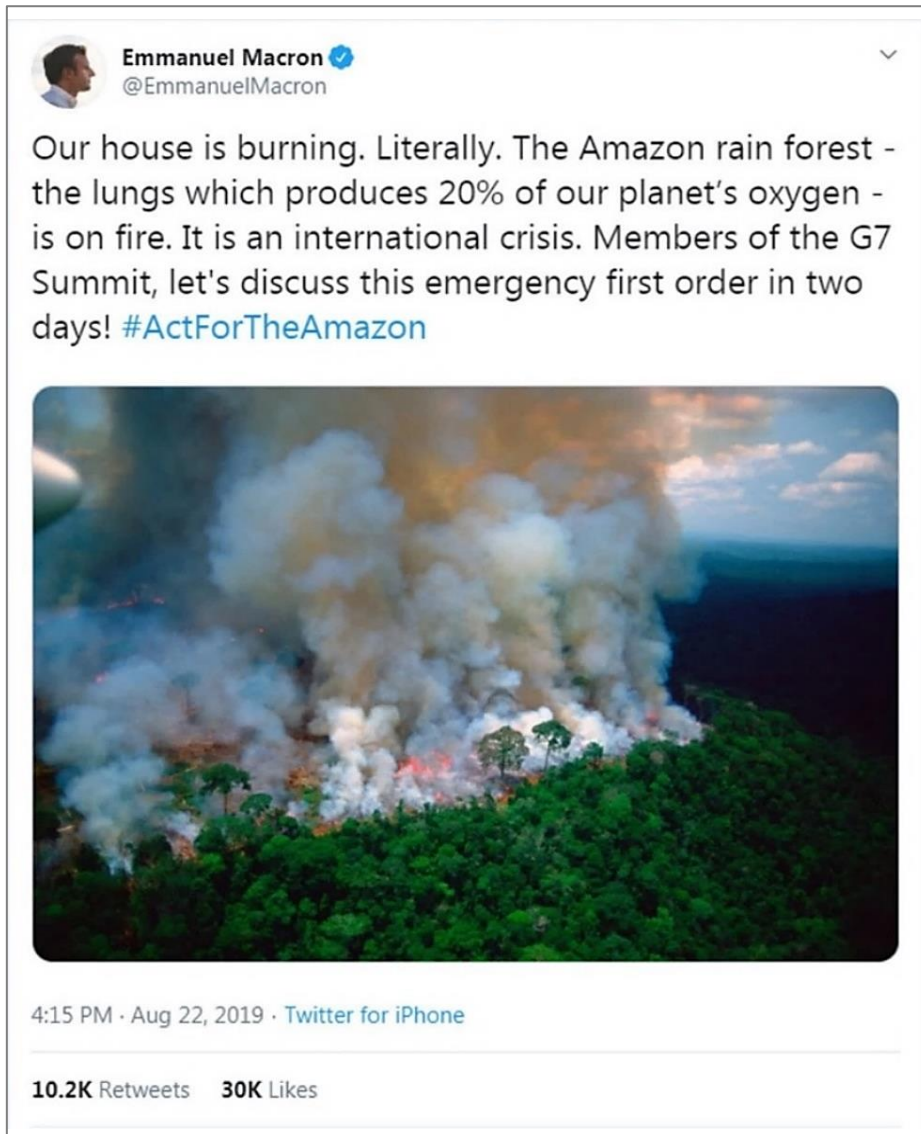 Emmanuel Macron
@EmmanuelMacron
Our house is burning. Literally. The Amazon rain forest -
the lungs which produces 20% of our planet’s oxygen -
is on fire. It is an international crisis. Members of the G7
Summit, let's discuss this emergency first order in two
days! #ActForTheAmazon
4:15 PM · Aug 22, 2019 · Twitter for iPhone
10.2K Retweets 30K Likes